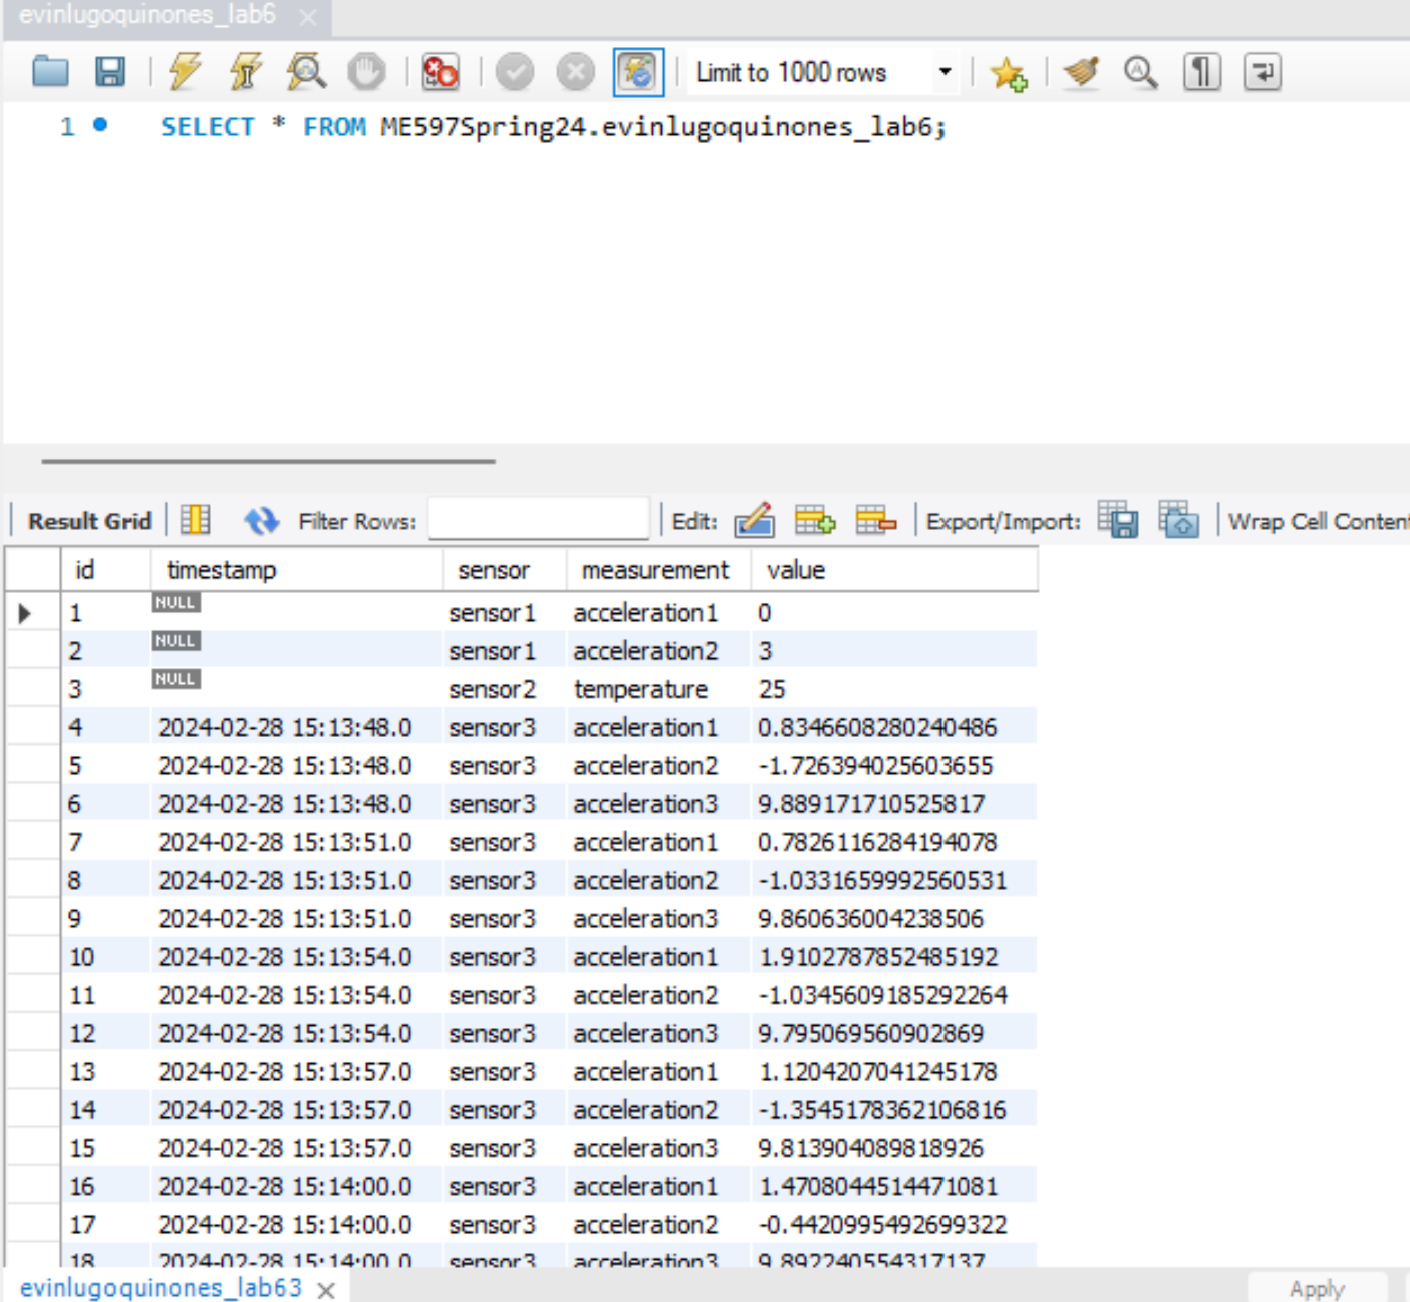 evinlugoquinones_lab6
Limit to 1000 rows
1 SELECT * FROM ME597Spring24.evinlugoquinones_lab6;
Result Grid Filter Rows: Edit: Export/Import: Wrap Cell Content
id timestamp sensor measurement value
1 NULL sensor1 acceleration1 0
2 NULL sensor1 acceleration2 3
3 NULL sensor2 temperature 25
4 2024-02-28 15:13:48.0 sensor3 acceleration1 0.8346608280240486
5 2024-02-28 15:13:48.0 sensor3 acceleration2 -1.726394025603655
6 2024-02-28 15:13:48.0 sensor3 acceleration3 9.889171710525817
7 2024-02-28 15:13:51.0 sensor3 acceleration1 0.7826116284194078
8 2024-02-28 15:13:51.0 sensor3 acceleration2 -1.0331659992560531
9 2024-02-28 15:13:51.0 sensor3 acceleration3 9.860636004238506
10 2024-02-28 15:13:54.0 sensor3 acceleration1 1.9102787852485192
11 2024-02-28 15:13:54.0 sensor3 acceleration2 -1.0345609185292264
12 2024-02-28 15:13:54.0 sensor3 acceleration3 9.795069560902869
13 2024-02-28 15:13:57.0 sensor3 acceleration1 1.1204207041245178
14 2024-02-28 15:13:57.0 sensor3 acceleration2 -1.3545178362106816
15 2024-02-28 15:13:57.0 sensor3 acceleration3 9.813904089818926
16 2024-02-28 15:14:00.0 sensor3 acceleration1 1.4708044514471081
17 2024-02-28 15:14:00.0 sensor3 acceleration2 -0.4420995492699322
18 2024-02-28 15:14:00.0 sensor3 acceleration3 9.892240554317137
evinlugoquinones_lab63
Apply